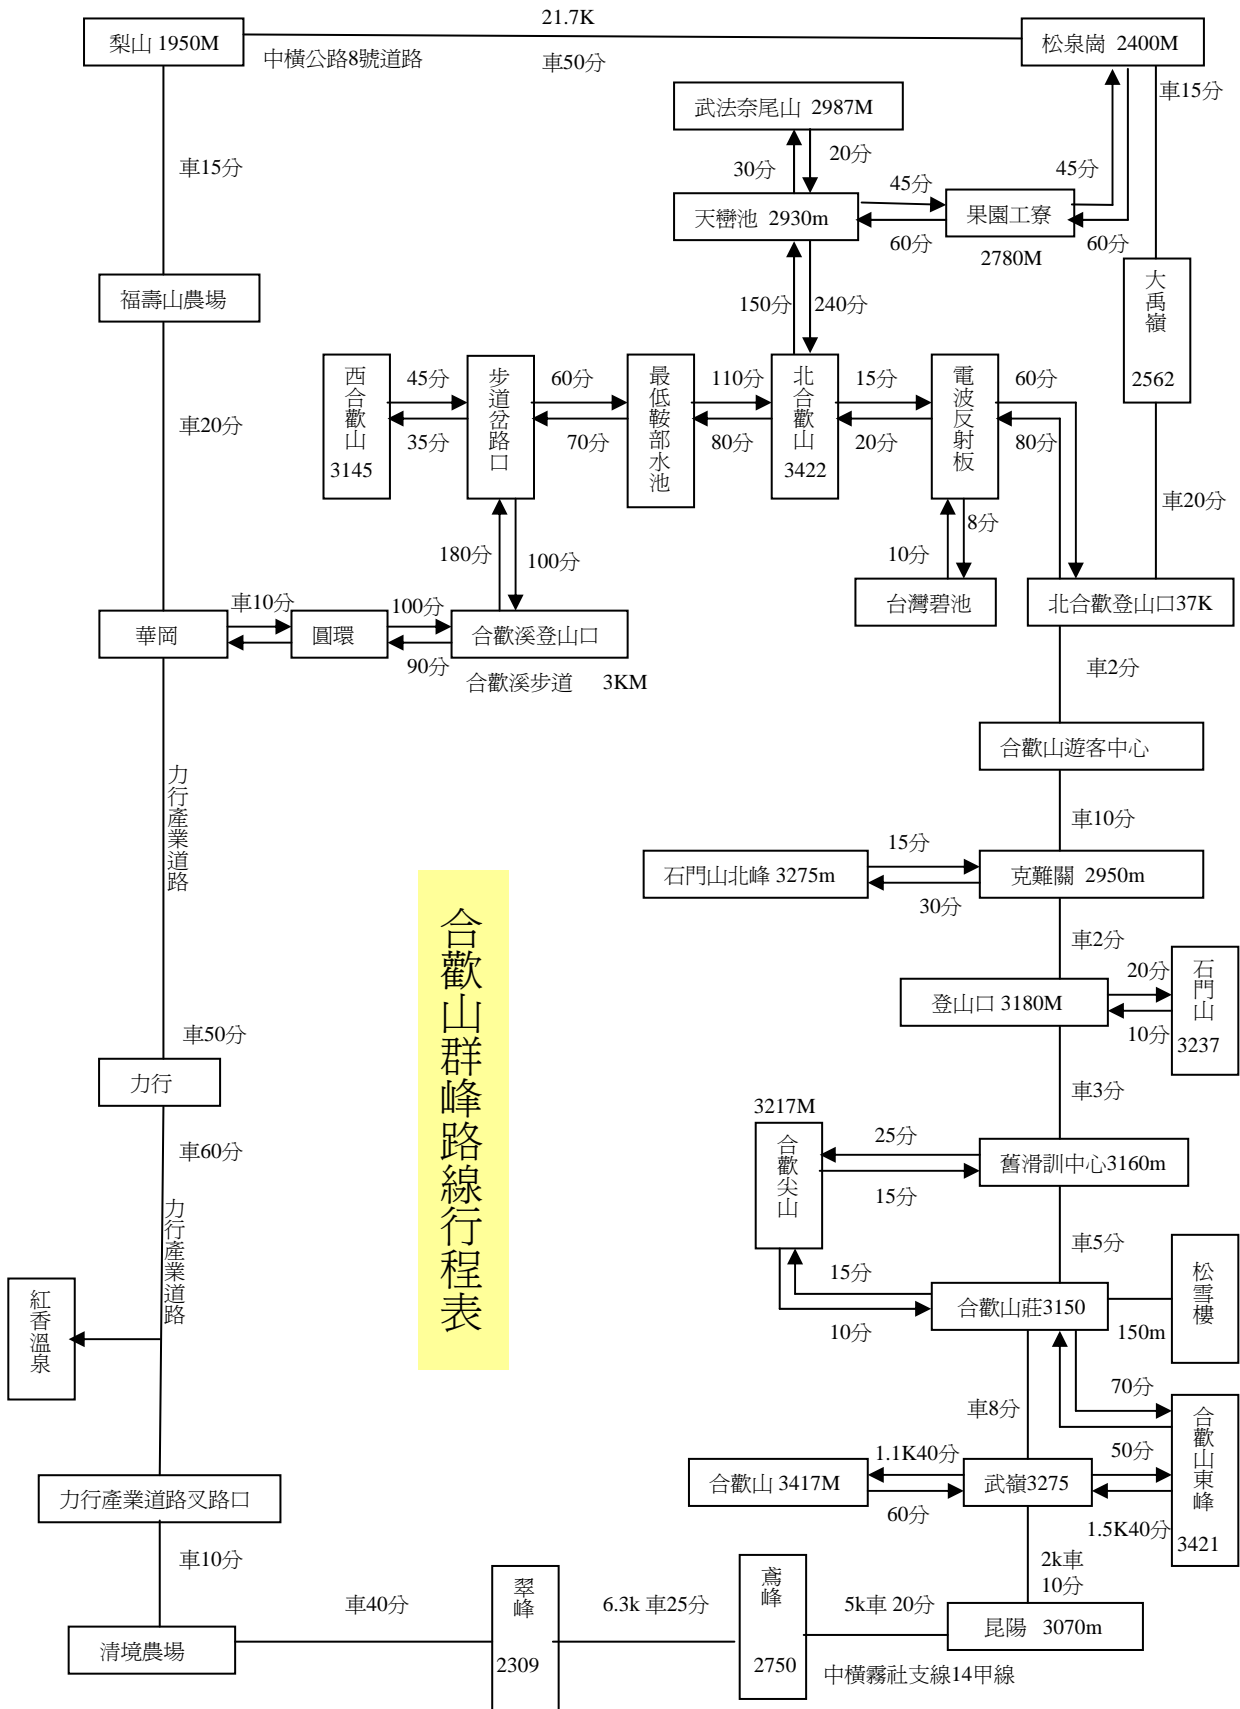 21.7K
梨山 1950M
松泉崗 2400M
中橫公路8號道路
車50分
車15分
武法奈尾山 2987M
車15分
30分
20分
45分
45分
天巒池 2930m
果園工寮
60分
60分
2780M
福壽山農場
大禹嶺
2562
150分
240分
西合歡山
3145
45分
35分
步道岔路口
60分
70分
最低鞍部水池
110分
80分
北合歡山
3422
15分
20分
電波反射板
60分
80分
車20分
車20分
180分
100分
10分
8分
台灣碧池
北合歡登山口37K
華岡
車10分
圓環
100分
90分
合歡溪登山口
合歡溪步道 3KM
車2分
合歡山遊客中心
力行產業道路
車10分
15分
石門山北峰 3275m
克難關 2950m
30分
車2分
合歡山群峰路線行程表
登山口 3180M
20分
10分
石門山
3237
車50分
力行
車3分
3217M
車60分
合歡尖山
25分
15分
舊滑訓中心3160m
力行產業道路
車5分
松雪樓
紅香溫泉
15分
10分
合歡山莊3150
150m
70分
車8分
合歡山東峰
3421
1.1K40分
50分
合歡山 3417M
武嶺3275
60分
1.5K40分
力行產業道路叉路口
車10分
2k車
10分
清境農場
車40分
翠峰
2309
6.3k 車25分
鳶峰
2750
5k車 20分
昆陽 3070m
中橫霧社支線14甲線